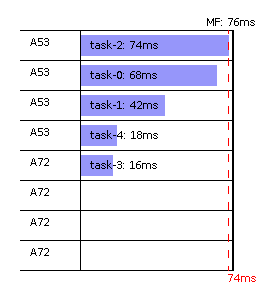 MF: 76ms
A53 task-2: 74ms
A53 task-0: 68ms
A53 task-1: 42ms
A53 task-4: 18ms
A72 task-3: 16ms
A72
A72
A72
74ms